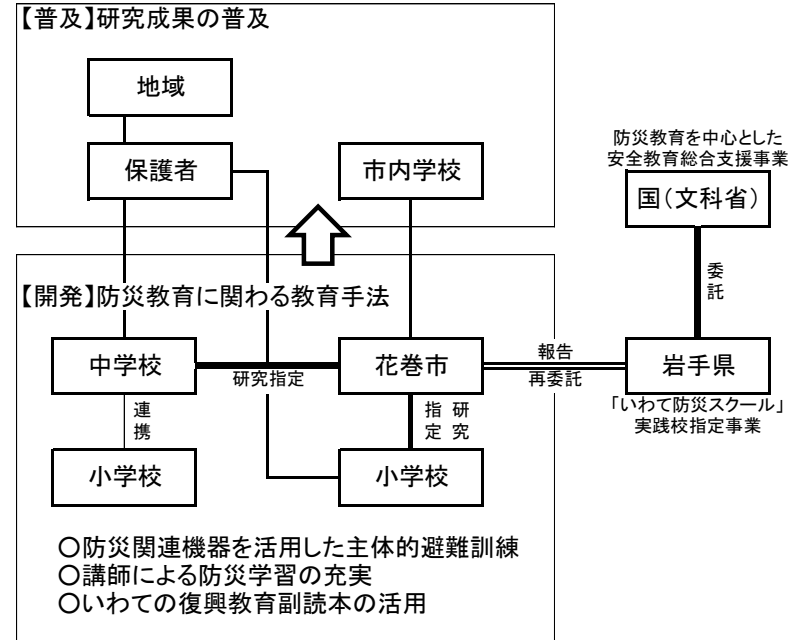 【普及】研究成果の普及
地域
保護者
市内学校
防災教育を中心とした
安全教育総合支援事業
国(文科省)
委託
【開発】防災教育に関わる教育手法
中学校
研究指定
花巻市
報告
再委託
岩手県
「いわて防災スクール」
実践校指定事業
連携
研究
指定
小学校
小学校
〇防災関連機器を活用した主体的避難訓練
〇講師による防災学習の充実
〇いわての復興教育副読本の活用